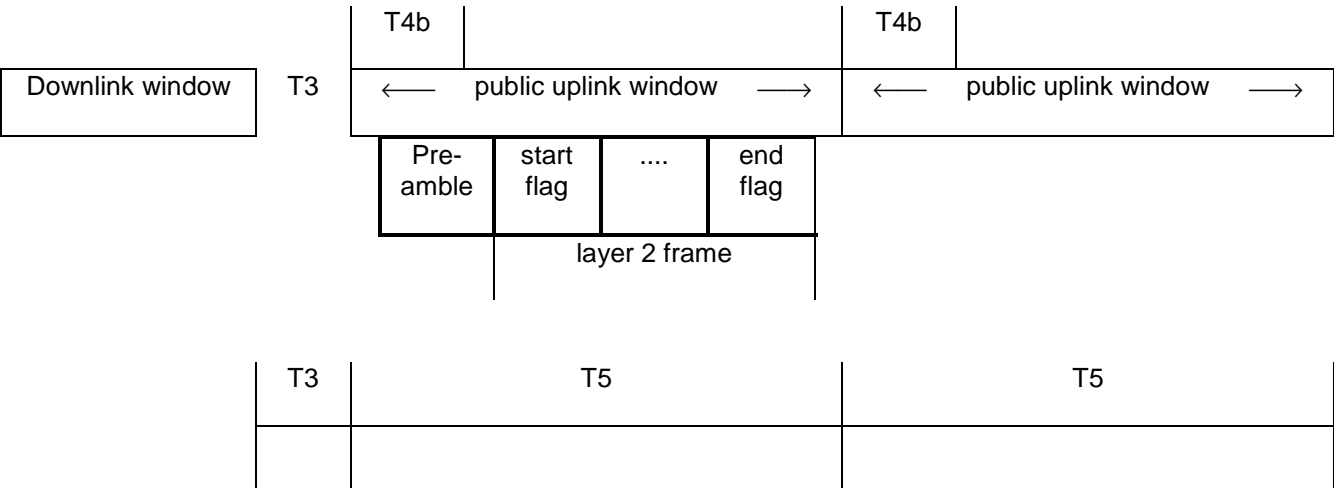 T4b T4b
Downlink window T3 ← public uplink window → ← public uplink window →
Pre- start .... end
amble flag flag
layer 2 frame
T3 T5 T5